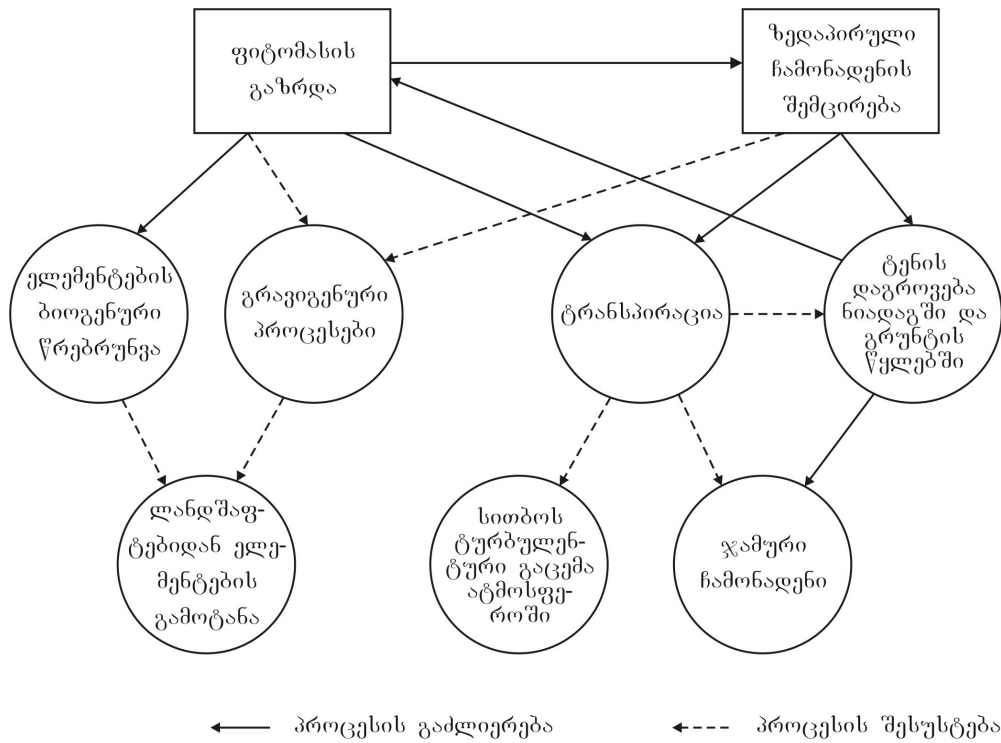 ფიტომასის
გაზრდა
ზედაპირული
ჩამონადენის
შემცირება
ელემენტების
ბიოგენური
წრებრუნვა
გრავიგენური
პროცესები
ტრანსპირაცია
ტენის
დაგროვება
ნიადაგში და
გრუნტის
წყლებში
ლანდშაფ-
ტებიდან ელე-
მენტების
გამოტანა
სითბოს
ტურბულენ-
ტური გაცემა
ატმოსფე-
როში
ჯამური
ჩამონადენი
პროცესის გაძლიერება
პროცესის შესუსტება